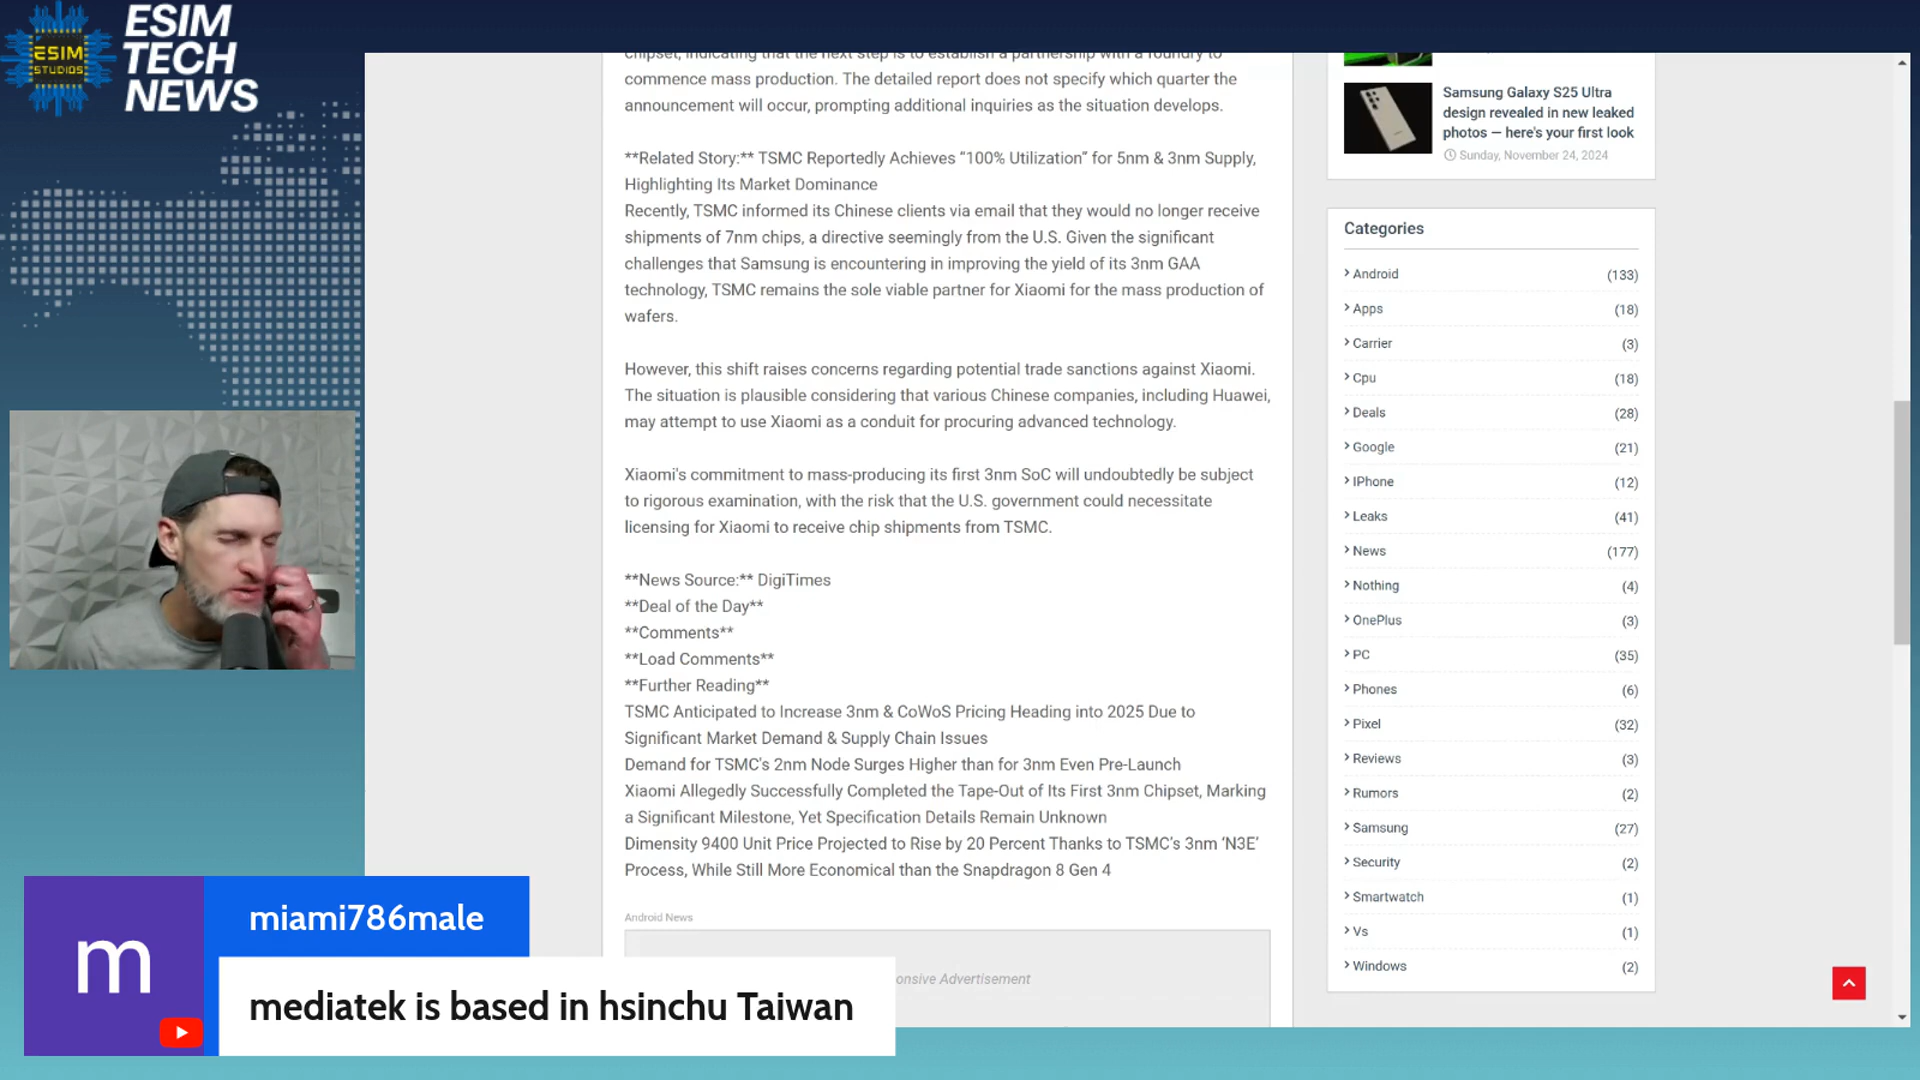 ESIM
TECH
NEWS
ESIM
STUDIOS
chipset, indicating that the next step is to establish a partnership with a foundry to
commence mass production. The detailed report does not specify which quarter the
announcement will occur, prompting additional inquiries as the situation develops.
**Related Story:** TSMC Reportedly Achieves “100% Utilization” for 5nm & 3nm Supply,
Highlighting Its Market Dominance
Recently, TSMC informed its Chinese clients via email that they would no longer receive
shipments of 7nm chips, a directive seemingly from the U.S. Given the significant
challenges that Samsung is encountering in improving the yield of its 3nm GAA
technology, TSMC remains the sole viable partner for Xiaomi for the mass production of
wafers.
However, this shift raises concerns regarding potential trade sanctions against Xiaomi.
The situation is plausible considering that various Chinese companies, including Huawei,
may attempt to use Xiaomi as a conduit for procuring advanced technology.
Xiaomi's commitment to mass-producing its first 3nm SoC will undoubtedly be subject
to rigorous examination, with the risk that the U.S. government could necessitate
licensing for Xiaomi to receive chip shipments from TSMC.
**News Source:** DigiTimes
**Deal of the Day**
**Comments**
**Load Comments**
**Further Reading**
TSMC Anticipated to Increase 3nm & CoWoS Pricing Heading into 2025 Due to
Significant Market Demand & Supply Chain Issues
Demand for TSMC's 2nm Node Surges Higher than for 3nm Even Pre-Launch
Xiaomi Allegedly Successfully Completed the Tape-Out of Its First 3nm Chipset, Marking
a Significant Milestone, Yet Specification Details Remain Unknown
Dimensity 9400 Unit Price Projected to Rise by 20 Percent Thanks to TSMC’s 3nm ‘N3E’
Process, While Still More Economical than the Snapdragon 8 Gen 4
Android News
onsive Advertisement
Samsung Galaxy S25 Ultra
design revealed in new leaked
photos — here's your first look
Sunday, November 24, 2024
Categories
Android (133)
Apps (18)
Carrier (3)
Cpu (18)
Deals (28)
Google (21)
IPhone (12)
Leaks (41)
News (177)
Nothing (4)
OnePlus (3)
PC (35)
Phones (6)
Pixel (32)
Reviews (3)
Rumors (2)
Samsung (27)
Security (2)
Smartwatch (1)
Vs (1)
Windows (2)
m
miami786male
mediatek is based in hsinchu Taiwan